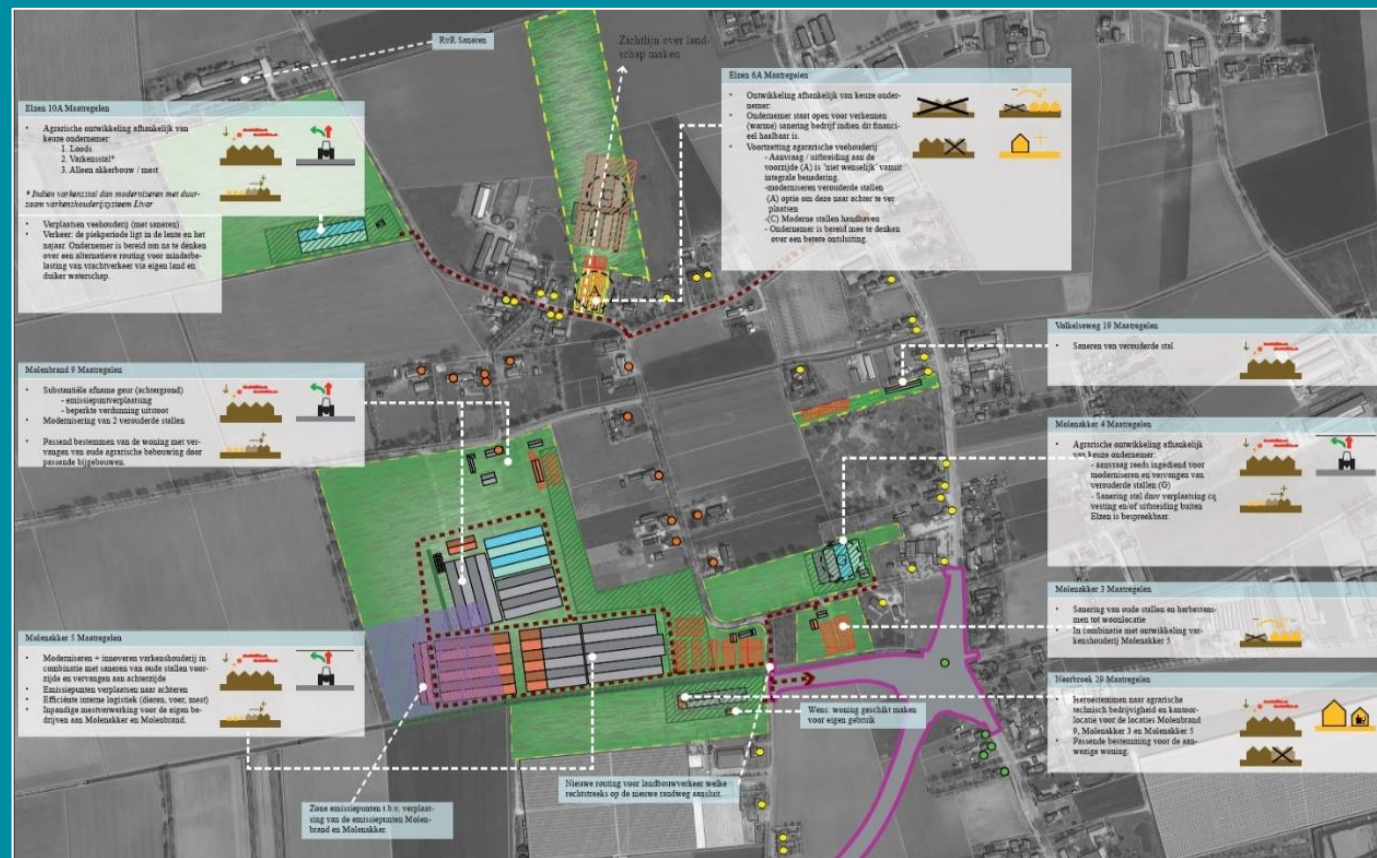 RvR Saneren
Zichtlijn over land-
schap maken
Elzen 10A Maatregelen
• Agrarische ontwikkeling afhankelijk van
keuze ondernemer:
1. Loods
2. Varkensstal*
3. Alleen akkerbouw / mest
* Indien varkensstal dan moderniseren met duur-
zaam varkenshouderijsysteem Livar
• Verplaatsen veehouderij (met saneren)
• Verkeer: de piekperiode ligt in de lente en het
najaar. Ondernemer is bereid om na te denken
over een alternatieve routing voor minderbe-
lasting van vrachtverkeer via eigen land en
duiker waterschap.
Elzen 6A Maatregelen
• Ontwikkeling afhankelijk van keuze onder-
nemer:
• Ondernemer staat open voor verkennen
(warme) sanering bedrijf indien dit financi-
eel haalbaar is.
• Voortzetting agrarische veehouderij:
- Aanvraag / uitbreiding aan de
voorzijde (A) is 'niet wenselijk' vanuit
integrale benadering.
-moderniseren verouderde stallen
(A) optie om deze naar achter te ver
plaatsen
-(C) Moderne stallen handhaven
- Ondernemer is bereid mee te denken
over een betere ontsluiting.
C
A
Volkelseweg 19 Maatregelen
• Saneren van verouderde stal
Molenbrand 9 Maatregelen
• Substantiële afname geur (achtergrond)
- emissiepuntverplaatsing
- beperkte verdunning uitstoot
• Modernisering van 2 verouderde stallen
Passend bestemmen van de woning met ver-
vangen van oude agrarische bebouwing door
passende bijgebouwen.
Molenakker 4 Maatregelen
• Agrarische ontwikkeling afhankelijk
van keuze ondernemer:
- aanvraag reeds ingediend voor
moderniseren en vervangen van
verouderde stallen (G)
- Sanering stal dmv verplaatsing cq
vesting en/of uitbreiding buiten
Elzen is bespreekbaar.
G
Molenakker 3 Maatregelen
• Sanering van oude stallen en herbestem-
men tot woonlocatie
• In combinatie met ontwikkeling var-
kenshouderij Molenakker 5
Molenakker 5 Maatregelen
• Moderniseren + innoveren varkenshouderij in
combinatie met saneren van oude stallen voor-
zijde en vervangen aan achterzijde
• Emissiepunten verplaatsen naar achteren
• Efficiënte interne logistiek (dieren, voer, mest)
• Inpandige mestverwerking voor de eigen be-
drijven aan Molenakker en Molenbrand.
Neerbroek 29 Maatregelen
• Herbestemmen naar agrarische
technisch bedrijvigheid en kantoor-
locatie voor de locaties Molenbrand
9, Molenakker 3 en Molenakker 5
• Passende bestemming voor de aan-
wezige woning.
Wens: woning geschikt maken
voor eigen gebruik
Nieuwe routing voor landbouwverkeer welke
rechtstreeks op de nieuwe randweg aansluit.
Zone emissiepunten t.b.v. verplaat-
sing van de emissiepunten Molen-
brand en Molenakker.